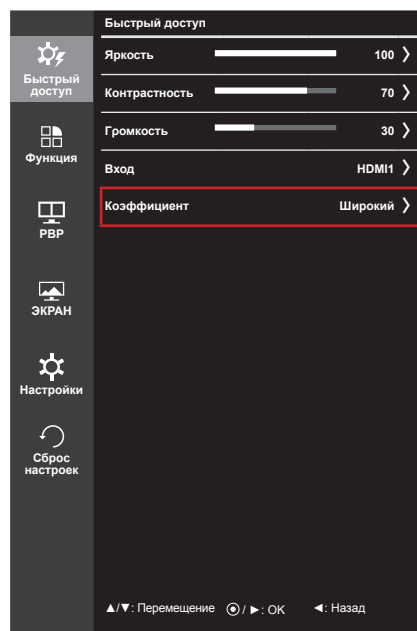 Быстрый доступ
Быстрый
доступ
Яркость 100
Контрастность 70
Громкость 30
Функция
Вход HDMI1
Коэффициент Широкий
PBP
ЭКРАН
Настройки
Сброс
настроек
▲/▼: Перемещение ⦿ / ►: OK ◄: Назад